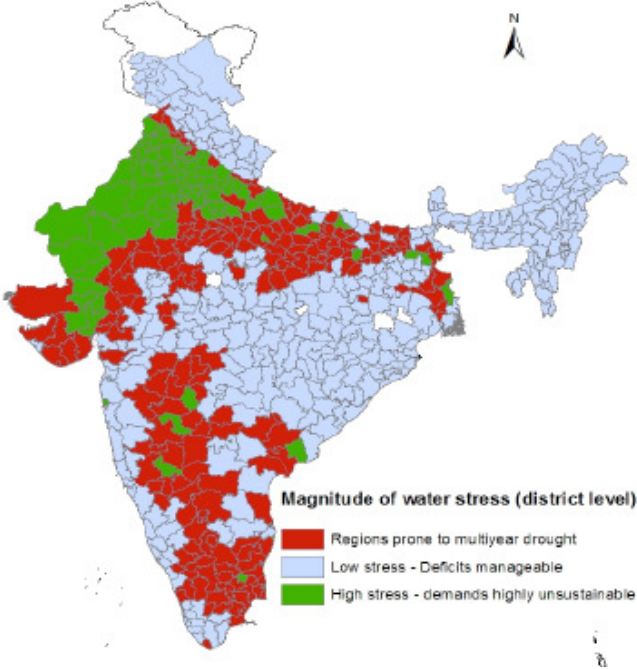 N
Magnitude of water stress (district level)
Regions prone to multiyear drought
Low stress - Deficits manageable
High stress - demands highly unsustainable